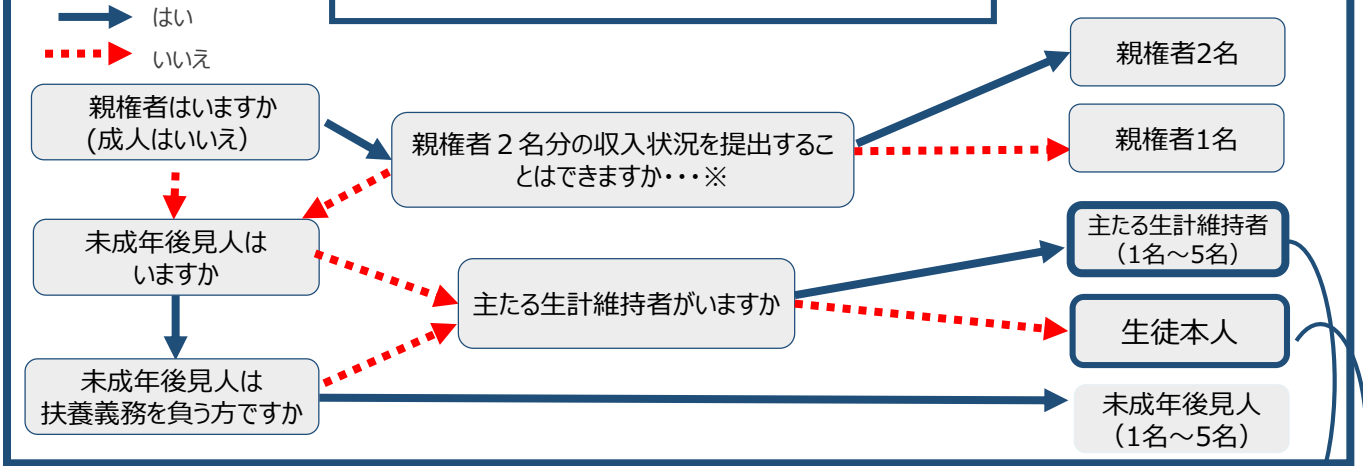 はい
いいえ
親権者はいますか
(成人はいいえ)
親権者２名分の収入状況を提出するこ
とはできますか・・・※
親権者2名
親権者1名
未成年後見人は
いますか
主たる生計維持者がいますか
主たる生計維持者
（1名～5名）
生徒本人
未成年後見人は
扶養義務を負う方ですか
未成年後見人
（1名～5名）